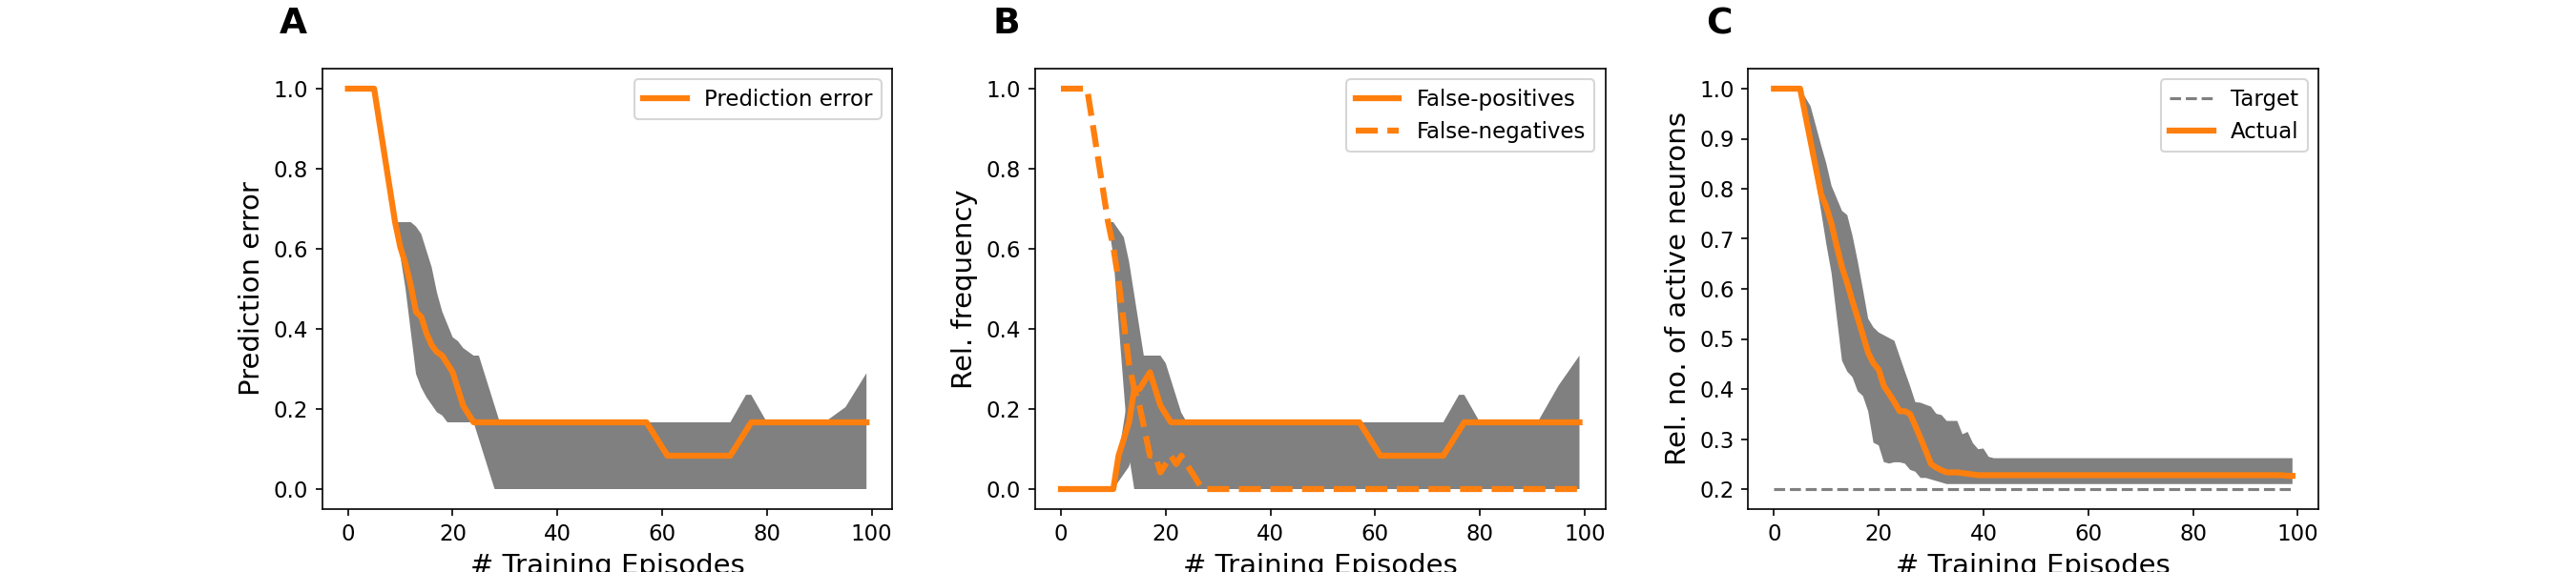 A
Prediction error
1.0
0.8
0.6
0.4
0.2
0.0
Prediction error
0 20 40 60 80 100
# Training Episodes
B
False-positives
False-negatives
1.0
0.8
0.6
0.4
0.2
0.0
Rel. frequency
0 20 40 60 80 100
# Training Episodes
C
Target
Actual
1.0
0.9
0.8
0.7
0.6
0.5
0.4
0.3
0.2
Rel. no. of active neurons
0 20 40 60 80 100
# Training Episodes